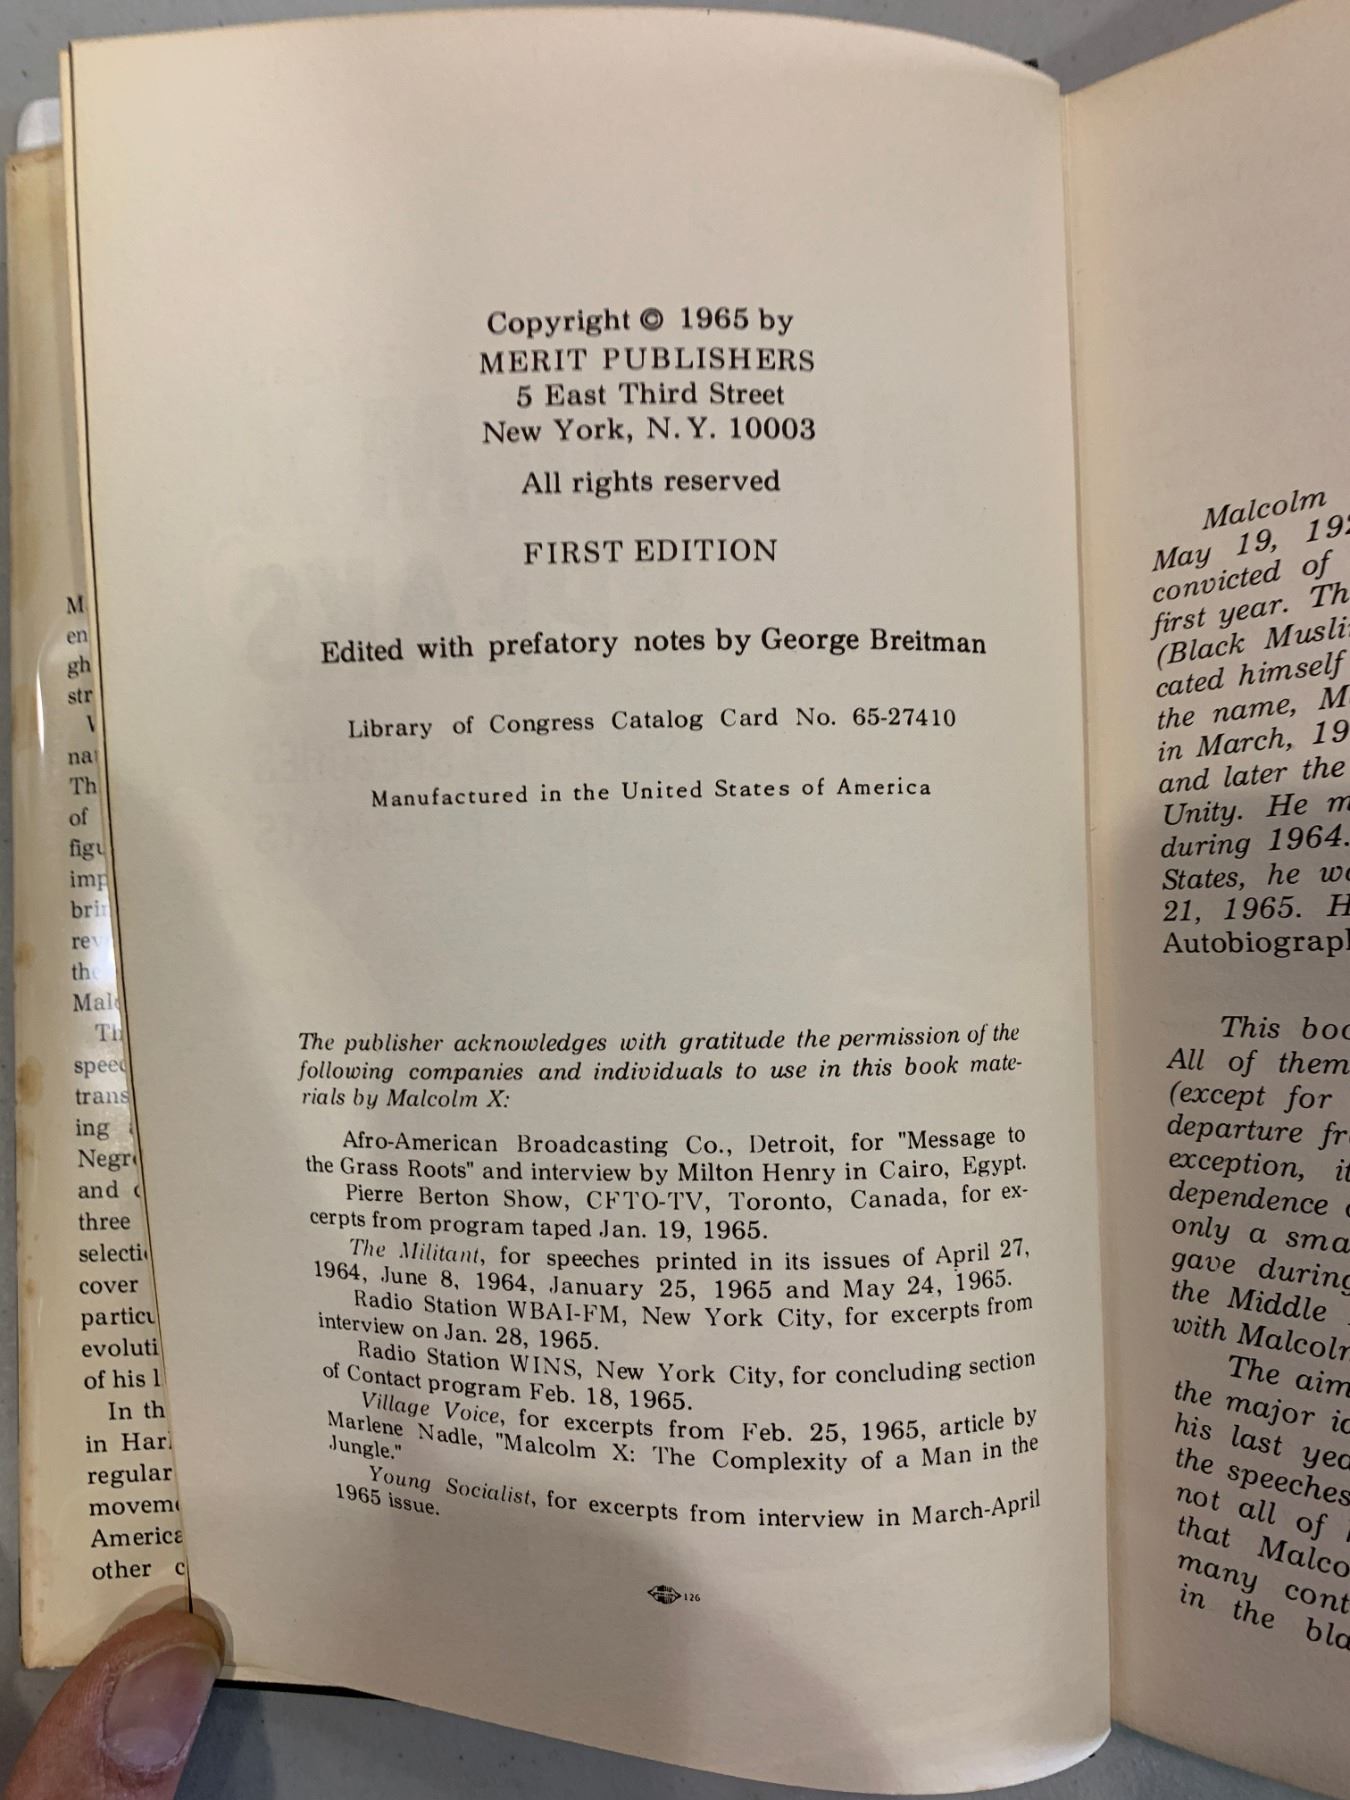 Copyright © 1965 by
MERIT PUBLISHERS
5 East Third Street
New York, N.Y. 10003
All rights reserved
FIRST EDITION
Edited with prefatory notes by George Breitman
Library of Congress Catalog Card No. 65-27410
Manufactured in the United States of America
The publisher acknowledges with gratitude the permission of the
following companies and individuals to use in this book mate-
rials by Malcolm X:
Afro-American Broadcasting Co., Detroit, for "Message to
the Grass Roots" and interview by Milton Henry in Cairo, Egypt.
Pierre Berton Show, CFTO-TV, Toronto, Canada, for ex-
cerpts from program taped Jan. 19, 1965.
The Militant, for speeches printed in its issues of April 27,
1964, June 8, 1964, January 25, 1965 and May 24, 1965.
Radio Station WBAI-FM, New York City, for excerpts from
interview on Jan. 28, 1965.
Radio Station WINS, New York City, for concluding section
of Contact program Feb. 18, 1965.
Village Voice, for excerpts from Feb. 25, 1965, article by
Marlene Nadle, "Malcolm X: The Complexity of a Man in the
Jungle."
Young Socialist, for excerpts from interview in March-April
1965 issue.
126
Malcolm
May 19,
convicted of
first year.
(Black
cated himself
the name,
in March,
and later the
Unity. He
during 1964.
States, he
21, 1965.
This
All of them
(except for
departure
exception,
dependence
only a
gave
the Middle
with
The
the major
his last
the speeches
not all of
that
many
in the
of
three
cover
of his
In
in
regular
other